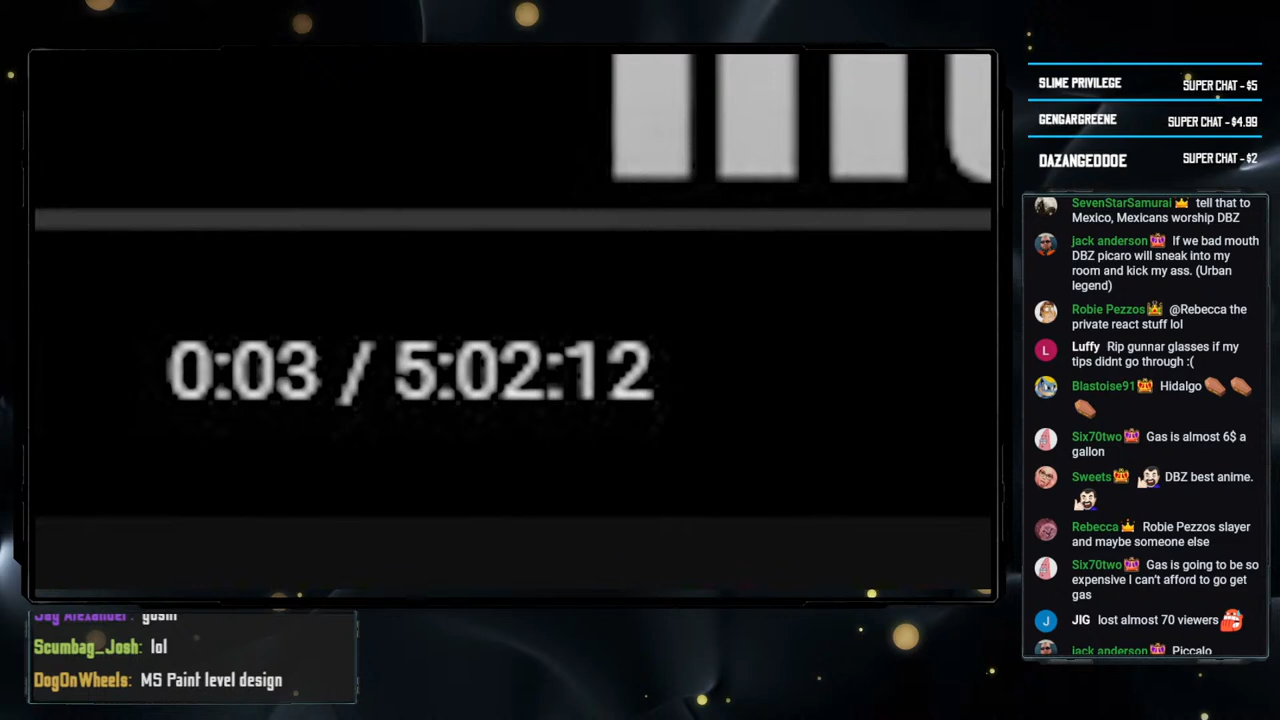 0:03 / 5:02:12
SLIME PRIVILEGE SUPER CHAT - $5
GENGARGREENE SUPER CHAT - $4.99
DAZANGEDDOE SUPER CHAT - $2
SevenStarSamurai tell that to
Mexico, Mexicans worship DBZ
jack anderson If we bad mouth
DBZ picaro will sneak into my
room and kick my ass. (Urban
legend)
Robie Pezzos @Rebecca the
private react stuff lol
L Luffy Rip gunnar glasses if my
tips didnt go through :(
Blastoise91 Hidalgo
Six70two Gas is almost 6$ a
gallon
Sweets DBZ best anime.
Rebecca Robie Pezzos slayer
and maybe someone else
Six70two Gas is going to be so
expensive I can't afford to go get
gas
J JIG lost almost 70 viewers
jack anderson Piccalo
Jay Alexander: yoshi
Scumbag_Josh: lol
DogOnWheels: MS Paint level design